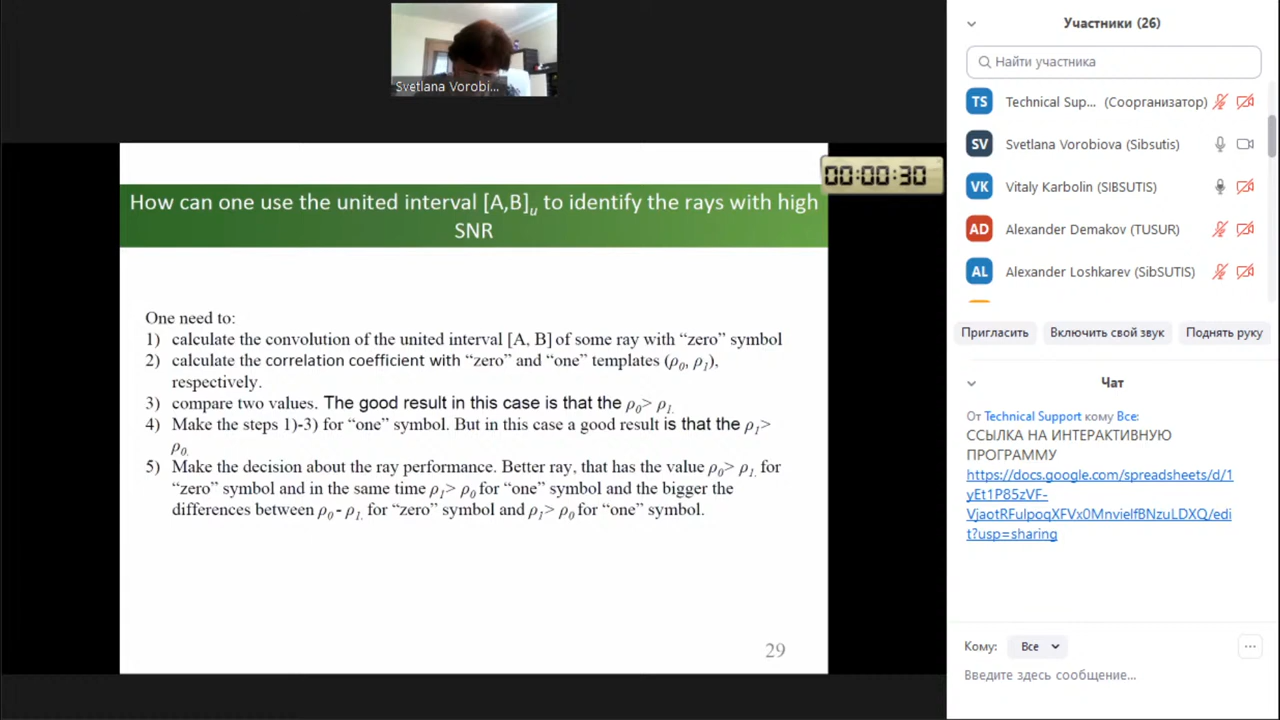 Svetlana Vorobi...
00:00:30
How can one use the united interval [A,B]u to identify the rays with high
SNR
One need to:
1) calculate the convolution of the united interval [A, B] of some ray with “zero” symbol
2) calculate the correlation coefficient with “zero” and “one” templates (ρ0, ρ1),
respectively.
3) compare two values. The good result in this case is that the ρ0> ρ1.
4) Make the steps 1)-3) for “one” symbol. But in this case a good result is that the ρ1>
ρ0.
5) Make the decision about the ray performance. Better ray, that has the value ρ0> ρ1. for
“zero” symbol and in the same time ρ1> ρ0 for “one” symbol and the bigger the
differences between ρ0 - ρ1. for “zero” symbol and ρ1> ρ0 for “one” symbol.
29
Участники (26)
Найти участника
TS Technical Sup... (Соорганизатор)
SV Svetlana Vorobiova (Sibsutis)
VK Vitaly Karbolin (SIBSUTIS)
AD Alexander Demakov (TUSUR)
AL Alexander Loshkarev (SibSUTIS)
Пригласить Включить свой звук Поднять руку
Чат
От Technical Support кому Все:
ССЫЛКА НА ИНТЕРАКТИВНУЮ
ПРОГРАММУ
https://docs.google.com/spreadsheets/d/1
yEt1P85zVF-
VjaotRFulpoqXFVx0MnvielfBNzuLDXQ/edi
t?usp=sharing
Кому: Все
Введите здесь сообщение...